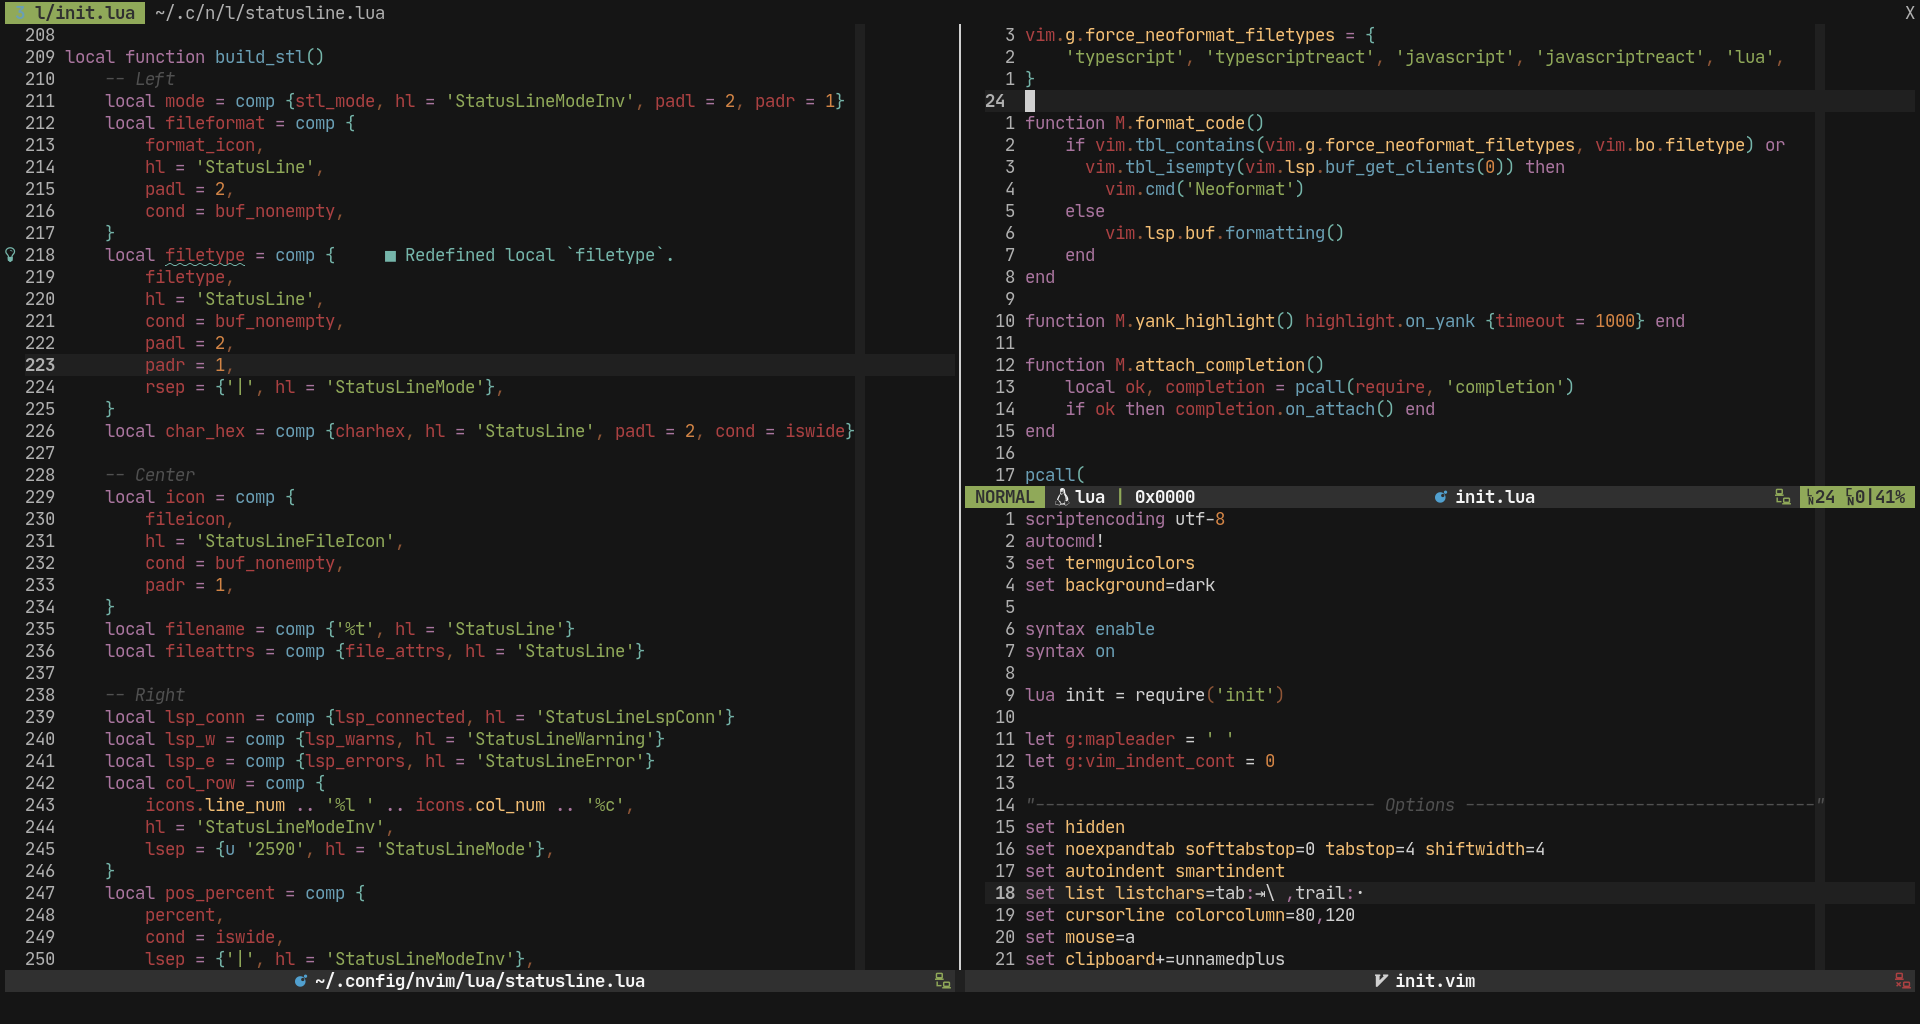 3 l/init.lua ~/.c/n/l/statusline.lua X
208
209 local function build_stl()
210     -- Left
211     local mode = comp {stl_mode, hl = 'StatusLineModeInv', padl = 2, padr = 1}
212     local fileformat = comp {
213         format_icon,
214         hl = 'StatusLine',
215         padl = 2,
216         cond = buf_nonempty,
217     }
218     local filetype = comp {     ■ Redefined local `filetype`.
219         filetype,
220         hl = 'StatusLine',
221         cond = buf_nonempty,
222         padl = 2,
223         padr = 1,
224         rsep = {'|', hl = 'StatusLineMode'},
225     }
226     local char_hex = comp {charhex, hl = 'StatusLine', padl = 2, cond = iswide}
227
228     -- Center
229     local icon = comp {
230         fileicon,
231         hl = 'StatusLineFileIcon',
232         cond = buf_nonempty,
233         padr = 1,
234     }
235     local filename = comp {'%t', hl = 'StatusLine'}
236     local fileattrs = comp {file_attrs, hl = 'StatusLine'}
237
238     -- Right
239     local lsp_conn = comp {lsp_connected, hl = 'StatusLineLspConn'}
240     local lsp_w = comp {lsp_warns, hl = 'StatusLineWarning'}
241     local lsp_e = comp {lsp_errors, hl = 'StatusLineError'}
242     local col_row = comp {
243         icons.line_num .. '%l ' .. icons.col_num .. '%c',
244         hl = 'StatusLineModeInv',
245         lsep = {u '2590', hl = 'StatusLineMode'},
246     }
247     local pos_percent = comp {
248         percent,
249         cond = iswide,
250         lsep = {'|', hl = 'StatusLineModeInv'},
~/.config/nvim/lua/statusline.lua
3 vim.g.force_neoformat_filetypes = {
2     'typescript', 'typescriptreact', 'javascript', 'javascriptreact', 'lua',
1 }
24
1 function M.format_code()
2     if vim.tbl_contains(vim.g.force_neoformat_filetypes, vim.bo.filetype) or
3       vim.tbl_isempty(vim.lsp.buf_get_clients(0)) then
4         vim.cmd('Neoformat')
5     else
6         vim.lsp.buf.formatting()
7     end
8 end
9
10 function M.yank_highlight() highlight.on_yank {timeout = 1000} end
11
12 function M.attach_completion()
13     local ok, completion = pcall(require, 'completion')
14     if ok then completion.on_attach() end
15 end
16
17 pcall(
NORMAL lua | 0x0000 init.lua LN24 CN0|41%
1 scriptencoding utf-8
2 autocmd!
3 set termguicolors
4 set background=dark
5
6 syntax enable
7 syntax on
8
9 lua init = require('init')
10
11 let g:mapleader = ' '
12 let g:vim_indent_cont = 0
13
14 "---------------------------------- Options -----------------------------------"
15 set hidden
16 set noexpandtab softtabstop=0 tabstop=4 shiftwidth=4
17 set autoindent smartindent
18 set list listchars=tab:⇥\ ,trail:·
19 set cursorline colorcolumn=80,120
20 set mouse=a
21 set clipboard+=unnamedplus
init.vim